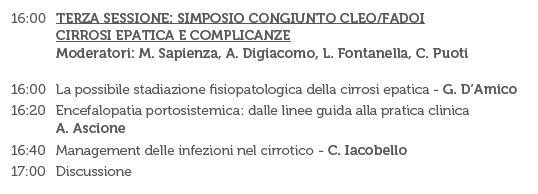 16:00 TERZA SESSIONE: SIMPOSIO CONGIUNTO CLEO/FADOI
CIRROSI EPATICA E COMPLICANZE
Moderatori: M. Sapienza, A. Digiacomo, L. Fontanella, C. Puoti
16:00 La possibile stadiazione fisiopatologica della cirrosi epatica - G. D'Amico
16:20 Encefalopatia portosistemica: dalle linee guida alla pratica clinica
A. Ascione
16:40 Management delle infezioni nel cirrotico - C. Iacobello
17:00 Discussione